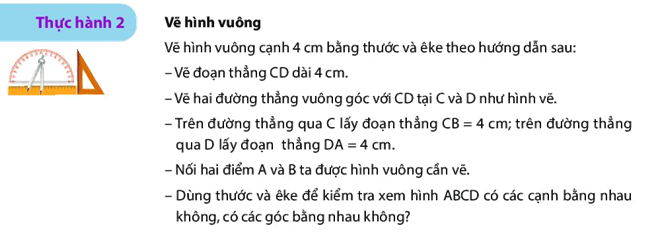 Thực hành 2
Vẽ hình vuông
Vẽ hình vuông cạnh 4 cm bằng thước và êke theo hướng dẫn sau:
– Vẽ đoạn thẳng CD dài 4 cm.
– Vẽ hai đường thẳng vuông góc với CD tại C và D như hình vẽ.
– Trên đường thẳng qua C lấy đoạn thẳng CB = 4 cm; trên đường thẳng
qua D lấy đoạn thẳng DA = 4 cm.
– Nối hai điểm A và B ta được hình vuông cần vẽ.
– Dùng thước và êke để kiểm tra xem hình ABCD có các cạnh bằng nhau
không, có các góc bằng nhau không?